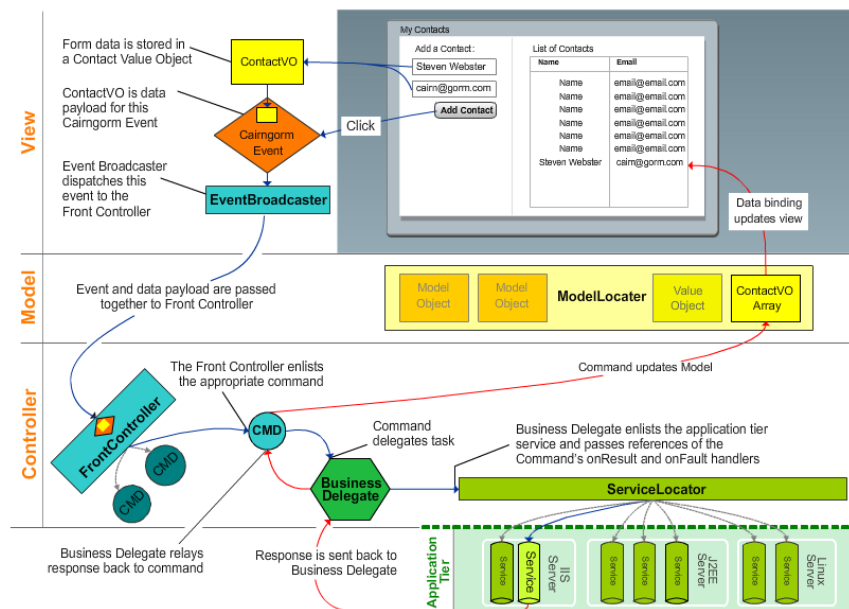 My Contacts
Form data is stored in
a Contact Value Object
ContactVO
Add a Contact:
Steven Webster
cairn@gorm.com
Add Contact
List of Contacts
Name Email
Name email@email.com
Name email@email.com
Name email@email.com
Name email@email.com
Name email@email.com
Name email@email.com
Steven Webster cairn@gorm.com
ContactVO is data
payload for this
Cairngorm Event
Cairngorm
Event
Click
View
Event Broadcaster
dispatches this
event to the
Front Controller
EventBroadcaster
Data binding
updates view
Model
Event and data payload are passed
together to Front Controller
Model
Object
Model
Object
ModelLocater
Value
Object
ContactVO
Array
Controller
The Front Controller enlists
the appropriate command
Command updates Model
FrontController
CMD
CMD
CMD
Command
delegates task
Business Delegate enlists the application tier
service and passes references of the
Command's onResult and onFault handlers
Business
Delegate
ServiceLocator
Business Delegate relays
response back to command
Response is sent back to
Business Delegate
Application
Tier
Service
Service
IIS
Server
Service
Service
Service
J2EE
Server
Service
Service
Linux
Server